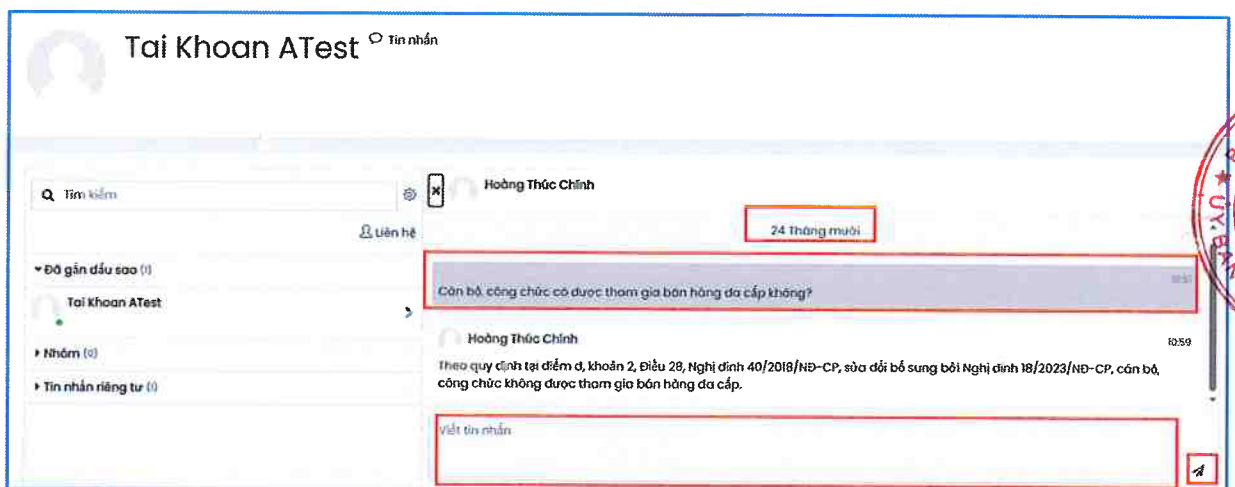 Tai Khoan ATest Tin nhắn
Tìm kiếm
Liên hệ
Đã gắn dấu sao (1)
Tai Khoan ATest
Nhóm (0)
Tin nhắn riêng tư (1)
Hoàng Thúc Chính
24 Tháng mười
Cán bộ, công chức có được tham gia bán hàng đa cấp không?
Hoàng Thúc Chính
10:59
Theo quy định tại điểm d, khoản 2, Điều 28, Nghị định 40/2018/NĐ-CP, sửa đổi bổ sung bởi Nghị định 18/2023/NĐ-CP, cán bộ,
công chức không được tham gia bán hàng đa cấp.
Viết tin nhắn
ỦY BAN